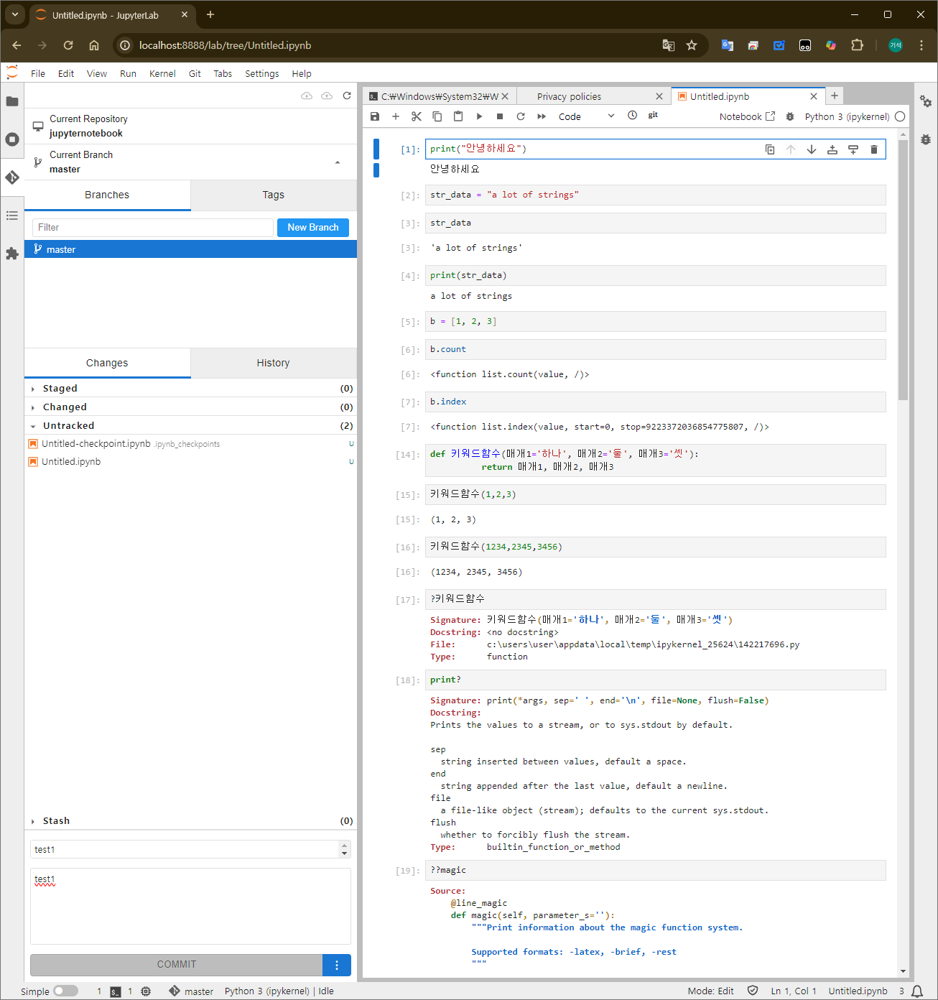 Untitled.ipynb - JupyterLab
localhost:8888/lab/tree/Untitled.ipynb
기석
File Edit View Run Kernel Git Tabs Settings Help
Current Repository
jupyternotebook
Current Branch
master
Branches Tags
Filter New Branch
master
Changes History
Staged (0)
Changed (0)
Untracked (2)
Untitled-checkpoint.ipynb .ipynb_checkpoints U
Untitled.ipynb U
Stash (0)
test1
test1
COMMIT
C:₩Windows₩System32₩W Privacy policies Untitled.ipynb
Code git Notebook Python 3 (ipykernel)
[1]: print("안녕하세요")
안녕하세요
[2]: str_data = "a lot of strings"
[3]: str_data
[3]: 'a lot of strings'
[4]: print(str_data)
a lot of strings
[5]: b = [1, 2, 3]
[6]: b.count
[6]: <function list.count(value, /)>
[7]: b.index
[7]: <function list.index(value, start=0, stop=9223372036854775807, /)>
[14]: def 키워드함수(매개1='하나', 매개2='둘', 매개3='셋'):
return 매개1, 매개2, 매개3
[15]: 키워드함수(1,2,3)
[15]: (1, 2, 3)
[16]: 키워드함수(1234,2345,3456)
[16]: (1234, 2345, 3456)
[17]: ?키워드함수
Signature: 키워드함수(매개1='하나', 매개2='둘', 매개3='셋')
Docstring: <no docstring>
File: c:\users\user\appdata\local\temp\ipykernel_25624\142217696.py
Type: function
[18]: print?
Signature: print(*args, sep=' ', end='\n', file=None, flush=False)
Docstring:
Prints the values to a stream, or to sys.stdout by default.
sep
string inserted between values, default a space.
end
string appended after the last value, default a newline.
file
a file-like object (stream); defaults to the current sys.stdout.
flush
whether to forcibly flush the stream.
Type: builtin_function_or_method
[19]: ??magic
Source:
@line_magic
def magic(self, parameter_s=''):
"""Print information about the magic function system.
Supported formats: -latex, -brief, -rest
"""
Simple 1 1 master Python 3 (ipykernel) | Idle Mode: Edit Ln 1, Col 1 Untitled.ipynb 3